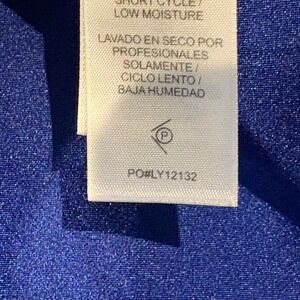 SHORT CYCLE /
LOW MOISTURE
LAVADO EN SECO POR
PROFESIONALES
SOLAMENTE /
CICLO LENTO /
BAJA HUMEDAD
P
PO#LY12132